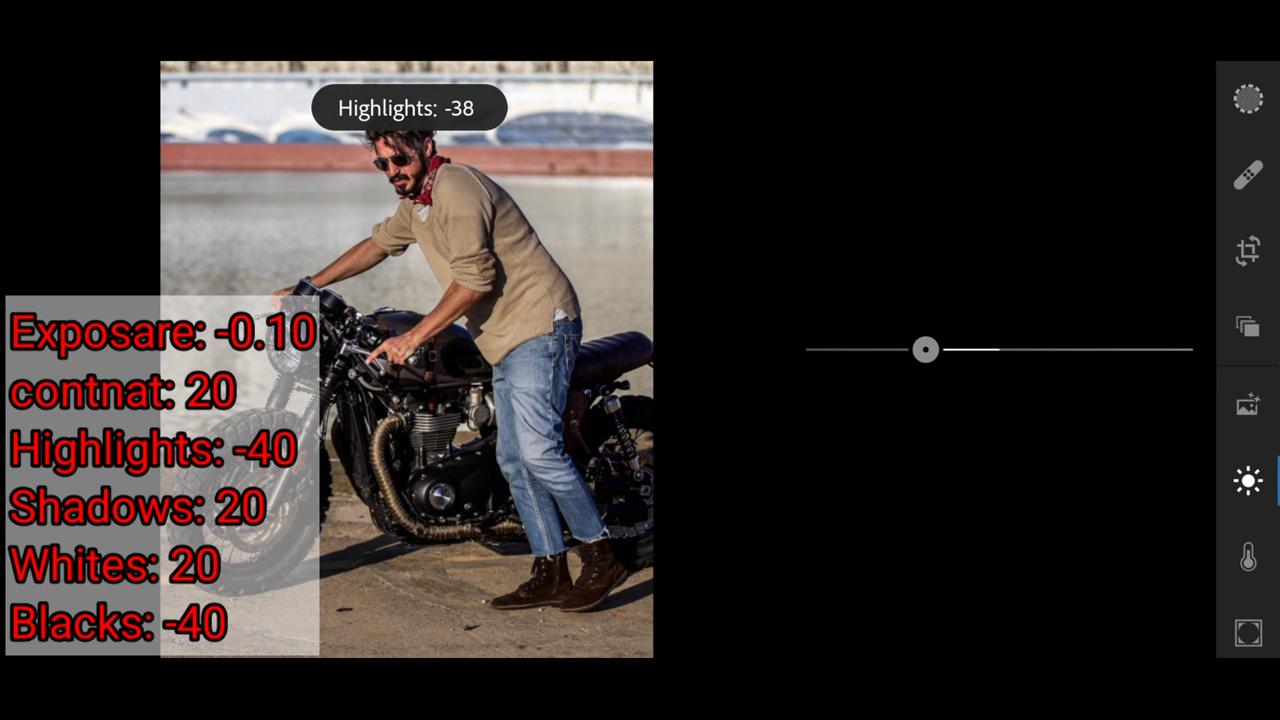 Highlights: -38
Exposare: -0.10
contnat: 20
Highlights: -40
Shadows: 20
Whites: 20
Blacks: -40